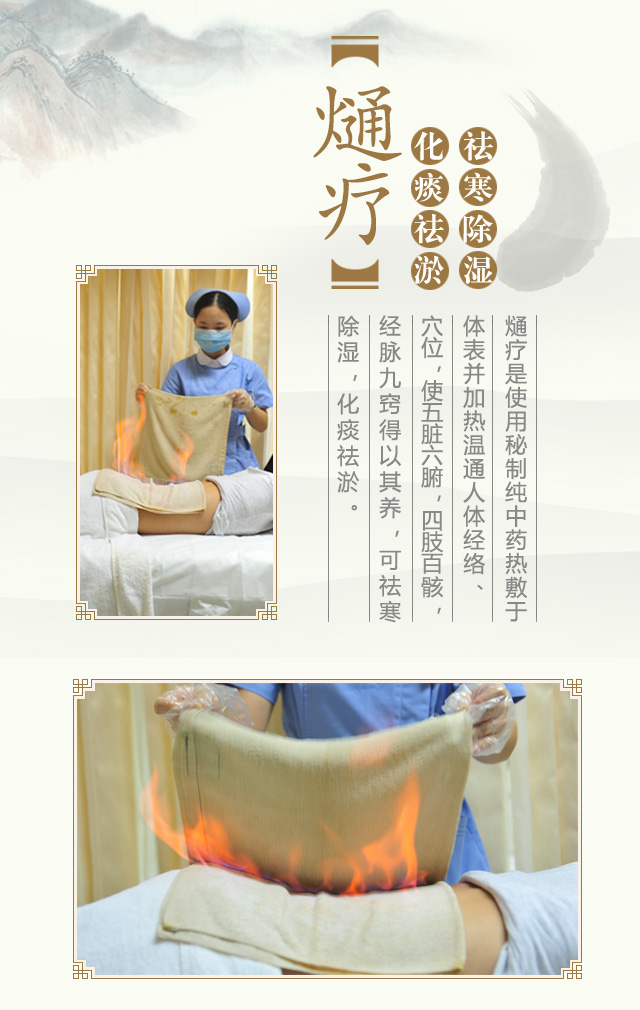 熥疗
祛寒除湿
化痰祛淤
熥疗是使用秘制纯中药热敷于
体表并加热温通人体经络、
穴位，使五脏六腑，四肢百骸，
经脉九窍得以其养，可祛寒
除湿，化痰祛淤。